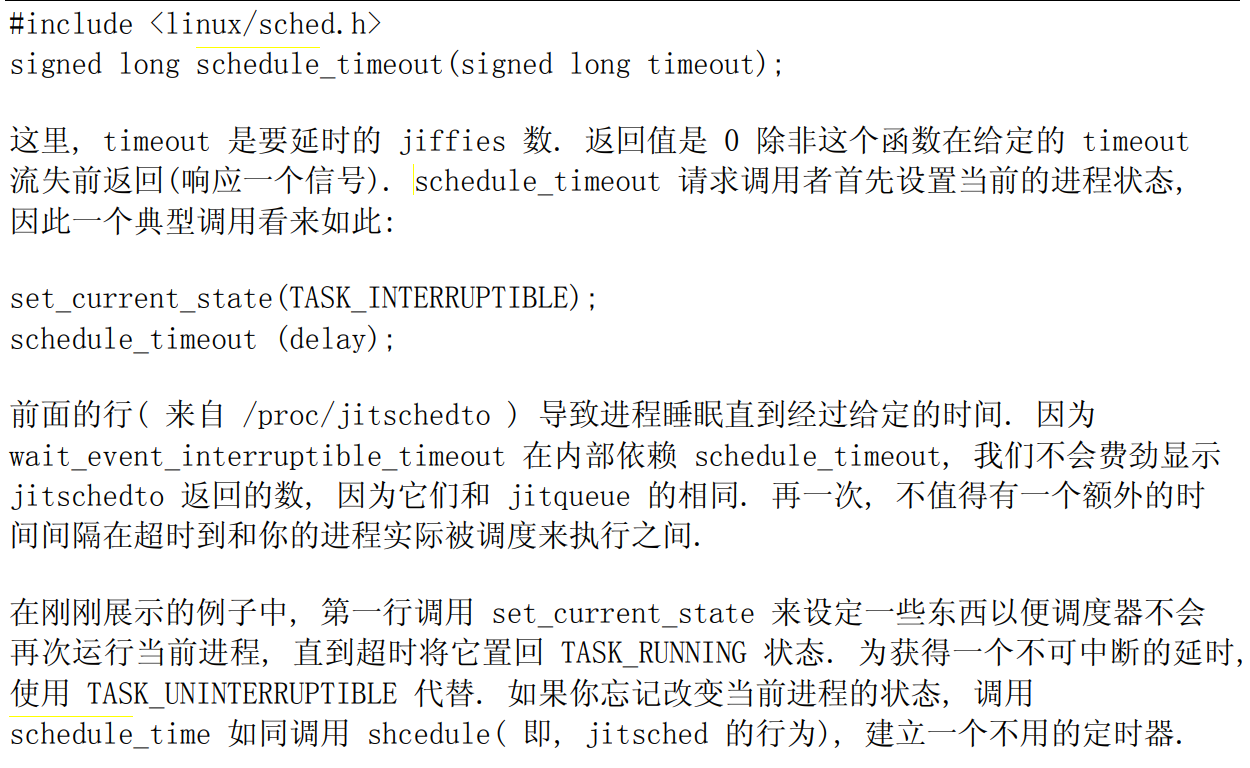 #include <linux/sched.h>
signed long schedule_timeout(signed long timeout);
这里, timeout 是要延时的 jiffies 数. 返回值是 0 除非这个函数在给定的 timeout
流失前返回(响应一个信号). schedule_timeout 请求调用者首先设置当前的进程状态,
因此一个典型调用看来如此:
set_current_state(TASK_INTERRUPTIBLE);
schedule_timeout (delay);
前面的行( 来自 /proc/jitschedto ) 导致进程睡眠直到经过给定的时间. 因为
wait_event_interruptible_timeout 在内部依赖 schedule_timeout, 我们不会费劲显示
jitschedto 返回的数, 因为它们和 jitqueue 的相同. 再一次, 不值得有一个额外的时
间间隔在超时到和你的进程实际被调度来执行之间.
在刚刚展示的例子中, 第一行调用 set_current_state 来设定一些东西以便调度器不会
再次运行当前进程, 直到超时将它置回 TASK_RUNNING 状态. 为获得一个不可中断的延时,
使用 TASK_UNINTERRUPTIBLE 代替. 如果你忘记改变当前进程的状态, 调用
schedule_time 如同调用 shcedule( 即, jitsched 的行为), 建立一个不用的定时器.